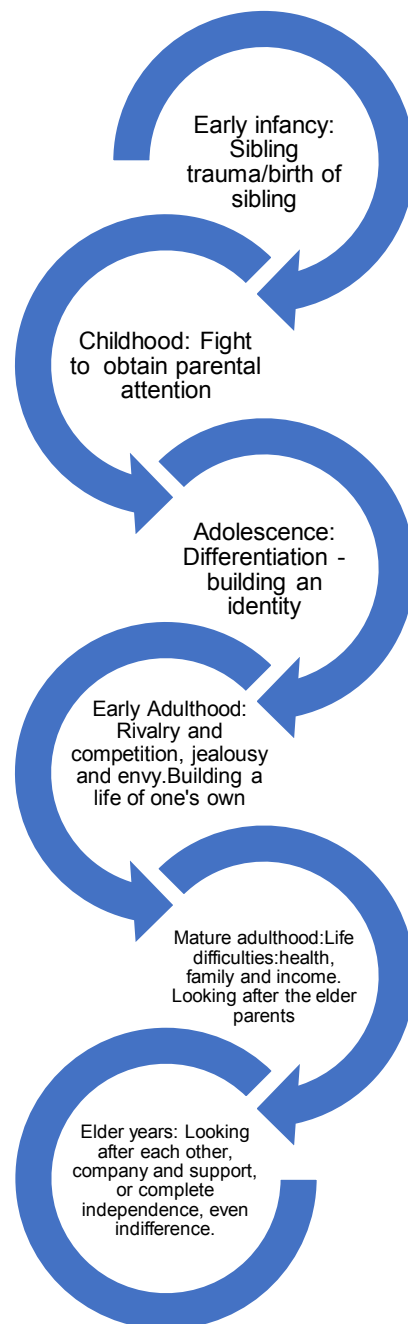 Early infancy:
Sibling
trauma/birth of
sibling
Childhood: Fight
to obtain parental
attention
Adolescence:
Differentiation -
building an
identity
Early Adulthood:
Rivalry and
competition, jealousy
and envy.Building a
life of one's own
Mature adulthood:Life
difficulties:health,
family and income.
Looking after the elder
parents
Elder years: Looking
after each other,
company and support,
or complete
independence, even
indifference.